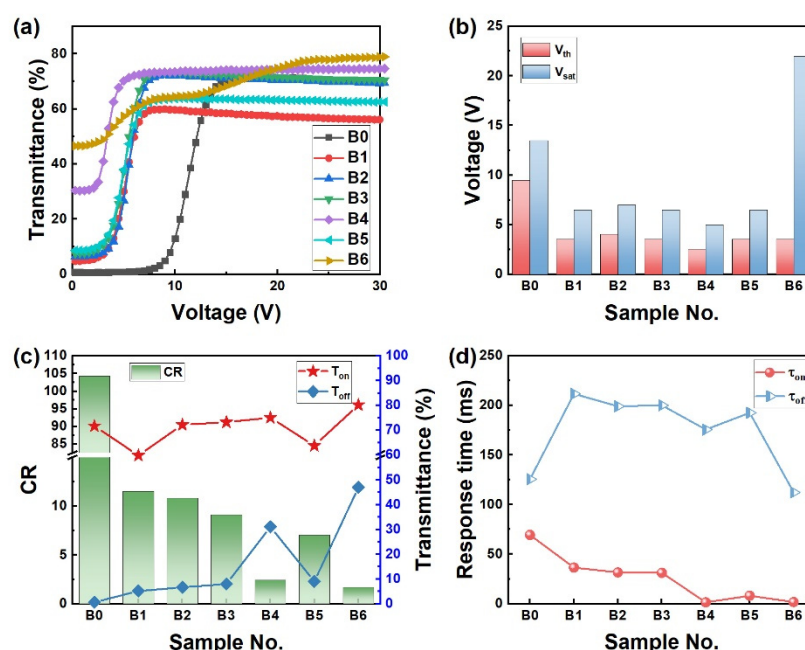 (a)
Transmittance (%)
80
60
40
20
0
B0
B1
B2
B3
B4
B5
B6
0
10
20
30
Voltage (V)
(b)
Voltage (V)
25
20
15
10
5
0
Vth
Vsat
B0 B1 B2 B3 B4 B5 B6
Sample No.
(c)
CR
110
105
100
95
90
85
10
5
0
CR
Ton
Toff
100
90
80
70
60
50
40
30
20
10
0
Transmittance (%)
B0 B1 B2 B3 B4 B5 B6
Sample No.
(d)
Response time (ms)
250
200
150
100
50
0
τon
τoff
B0 B1 B2 B3 B4 B5 B6
Sample No.